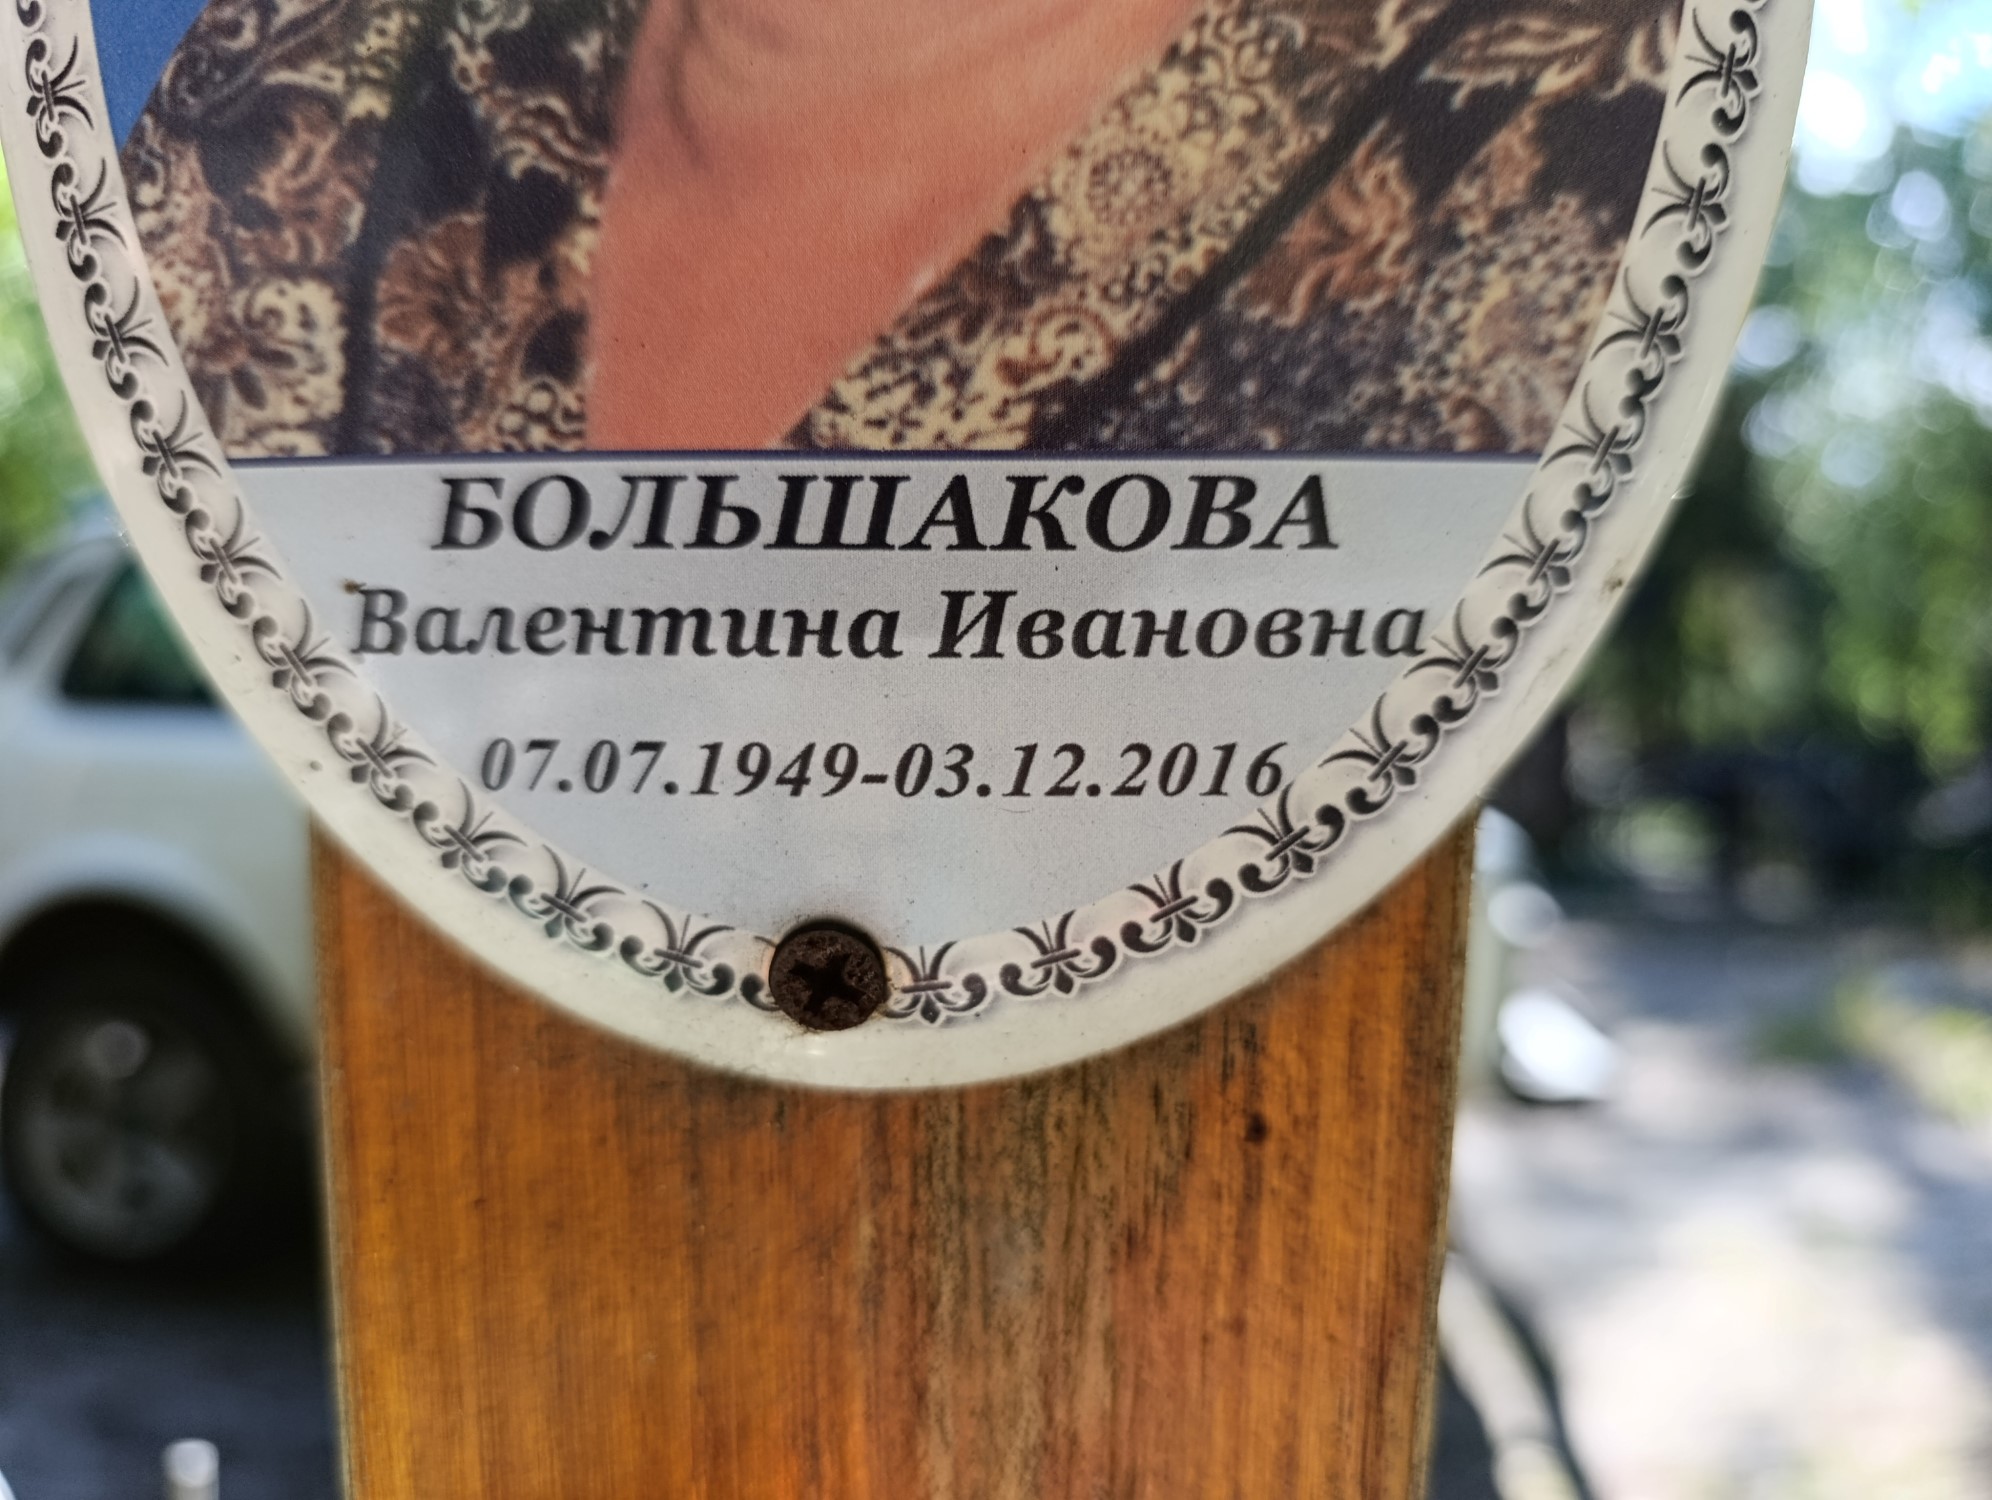 БОЛЬШАКОВА
Валентина Ивановна
07.07.1949-03.12.2016